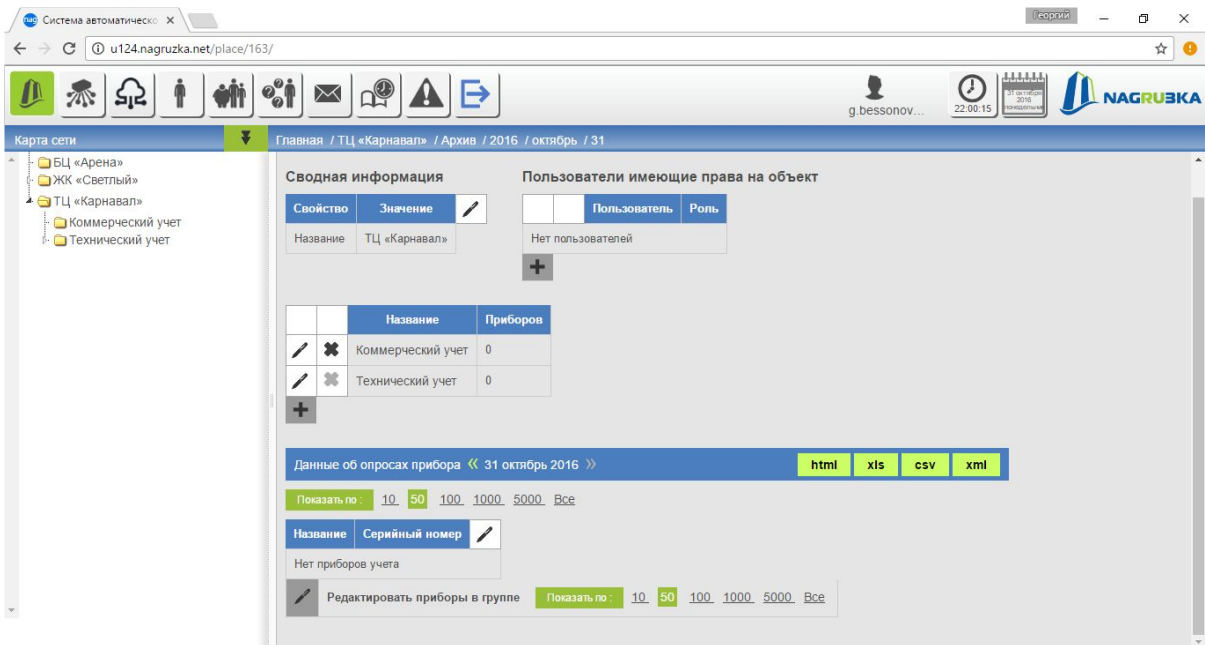 Система автоматическо
Георгий
u124.nagruzka.net/place/163/
g.bessonov...
22:00:15
31 октября
2016
понедельник
NAGRUЗКА
Карта сети
Главная / ТЦ «Карнавал» / Архив / 2016 / октябрь / 31
БЦ «Арена»
ЖК «Светлый»
ТЦ «Карнавал»
Коммерческий учет
Технический учет
Сводная информация
Пользователи имеющие права на объект
Свойство Значение
Пользователь Роль
Название ТЦ «Карнавал»
Нет пользователей
Название Приборов
Коммерческий учет 0
Технический учет 0
Данные об опросах прибора « 31 октябрь 2016 » html xls csv xml
Показать по : 10 50 100 1000 5000 Все
Название Серийный номер
Нет приборов учета
Редактировать приборы в группе Показать по : 10 50 100 1000 5000 Все